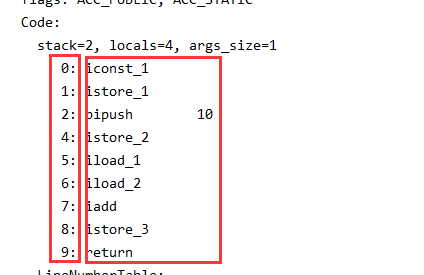 flags: ACC_PUBLIC, ACC_STATIC
Code:
stack=2, locals=4, args_size=1
0: iconst_1
1: istore_1
2: bipush 10
4: istore_2
5: iload_1
6: iload_2
7: iadd
8: istore_3
9: return
LineNumberTable: